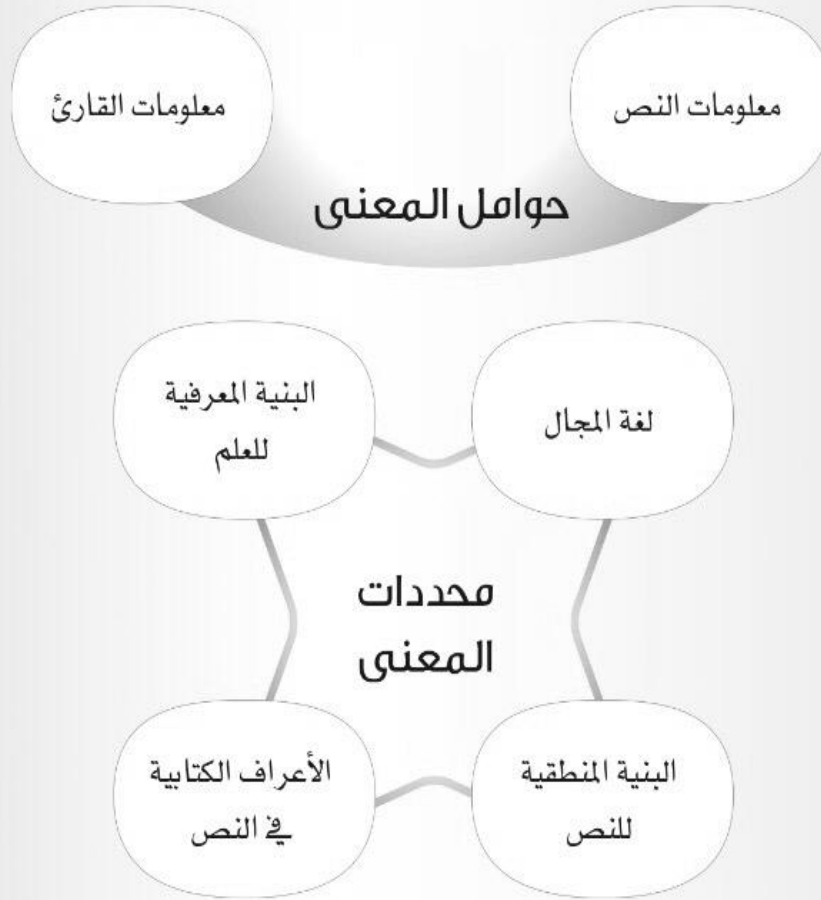 معلومات النص
معلومات القارئ
حوامل المعنى
لغة المجال
البنية المعرفية
للعلم
محددات
المعنى
البنية المنطقية
للنص
الأعراف الكتابية
في النص